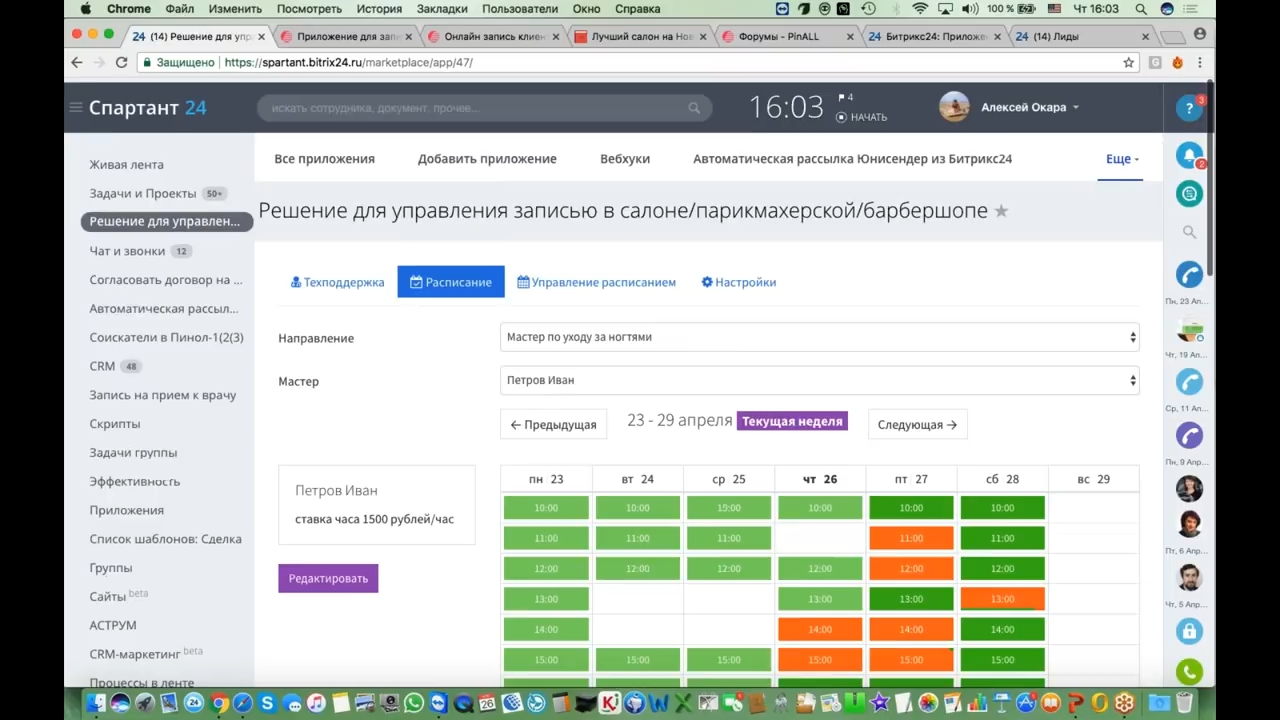 Chrome Файл Изменить Посмотреть История Закладки Пользователи Окно Справка 100 % Чт 16:03
24 (14) Решение для упр × Приложение для запи × Онлайн запись клиен × Лучший салон на Нов × Форумы - PinALL × 24 Битрикс24: Приложе × 24 (14) Лиды ×
Защищено https://spartant.bitrix24.ru/marketplace/app/47/
Спартант 24 искать сотрудника, документ, прочее... 16:03 4 НАЧАТЬ Алексей Окара ? 3
Живая лента
Задачи и Проекты 50+
Решение для управлен...
Чат и звонки 12
Согласовать договор на ...
Автоматическая рассыл...
Соискатели в Пинол-1(2(3)
CRM 48
Запись на прием к врачу
Скрипты
Задачи группы
Эффективность
Приложения
Список шаблонов: Сделка
Группы
Сайты beta
АСТРУМ
CRM-маркетинг beta
Процессы в ленте
Все приложения Добавить приложение Вебхуки Автоматическая рассылка Юнисендер из Битрикс24 Еще
Решение для управления записью в салоне/парикмахерской/барбершопе
Техподдержка Расписание Управление расписанием Настройки
Направление Мастер по уходу за ногтями
Мастер Петров Иван
← Предыдущая 23 - 29 апреля Текущая неделя Следующая →
Петров Иван
ставка часа 1500 рублей/час
Редактировать
пн 23 вт 24 ср 25 чт 26 пт 27 сб 28 вс 29
10:00 10:00 10:00 10:00 10:00 10:00
11:00 11:00 11:00 11:00 11:00
12:00 12:00 12:00 12:00 12:00 12:00
13:00 13:00 13:00 13:00
14:00 14:00 14:00 14:00
15:00 15:00 15:00 15:00 15:00 15:00
2
Пн, 23 Ап...
Чт, 19 Ап...
Ср, 11 Ап...
Пн, 9 Апр...
Пт, 6 Апр...
Чт, 5 Апр...